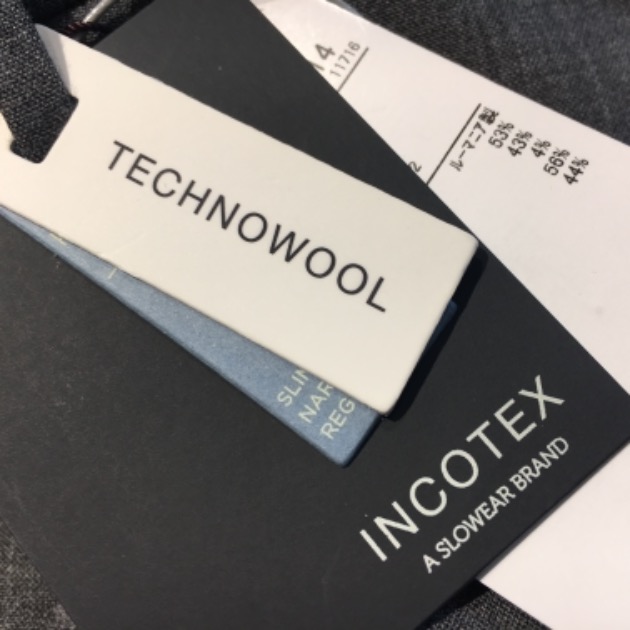 TECHNOWOOL
INCOTEX
A SLOWEAR BRAND
SLIM
NAR
REG
14
11716
2
ルーマニア製
53%
43%
4%
56%
44%